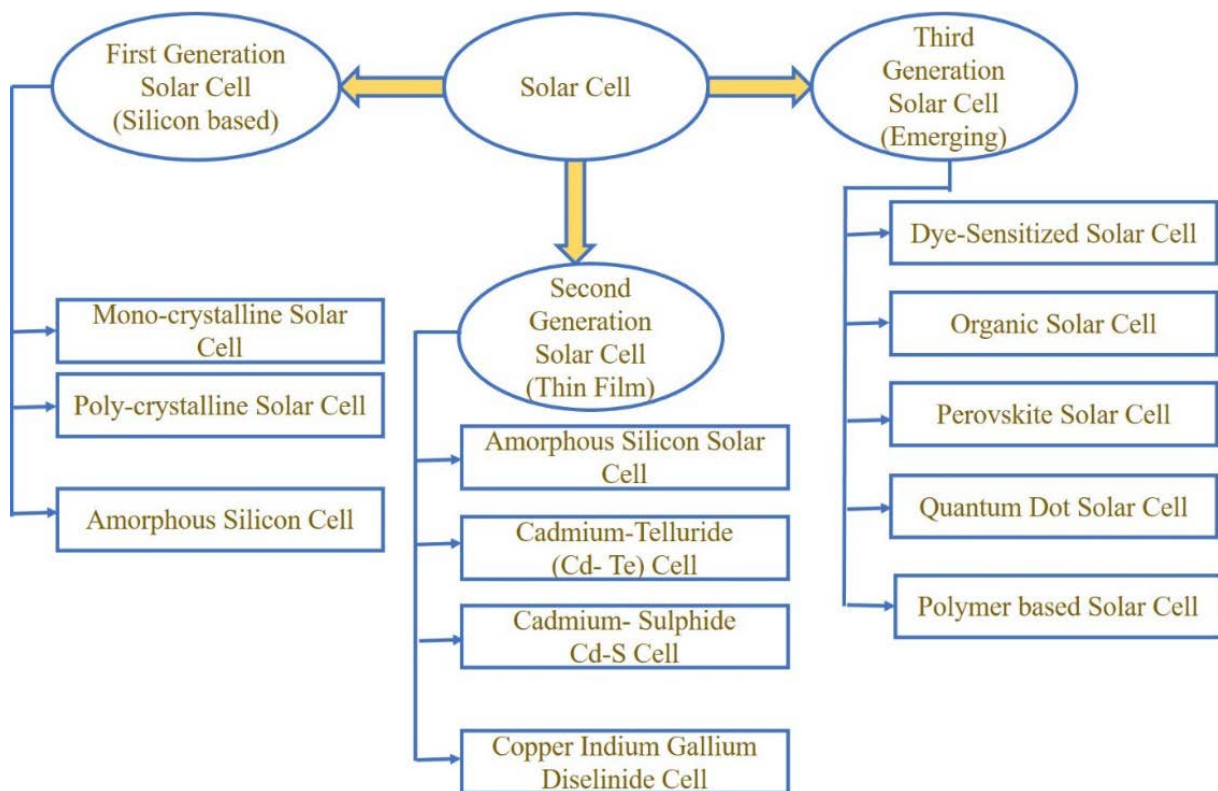 First Generation
Solar Cell
(Silicon based)
Solar Cell
Third
Generation
Solar Cell
(Emerging)
Mono-crystalline Solar
Cell
Poly-crystalline Solar Cell
Amorphous Silicon Cell
Second
Generation
Solar Cell
(Thin Film)
Amorphous Silicon Solar
Cell
Cadmium-Telluride
(Cd- Te) Cell
Cadmium- Sulphide
Cd-S Cell
Copper Indium Gallium
Diselinide Cell
Dye-Sensitized Solar Cell
Organic Solar Cell
Perovskite Solar Cell
Quantum Dot Solar Cell
Polymer based Solar Cell